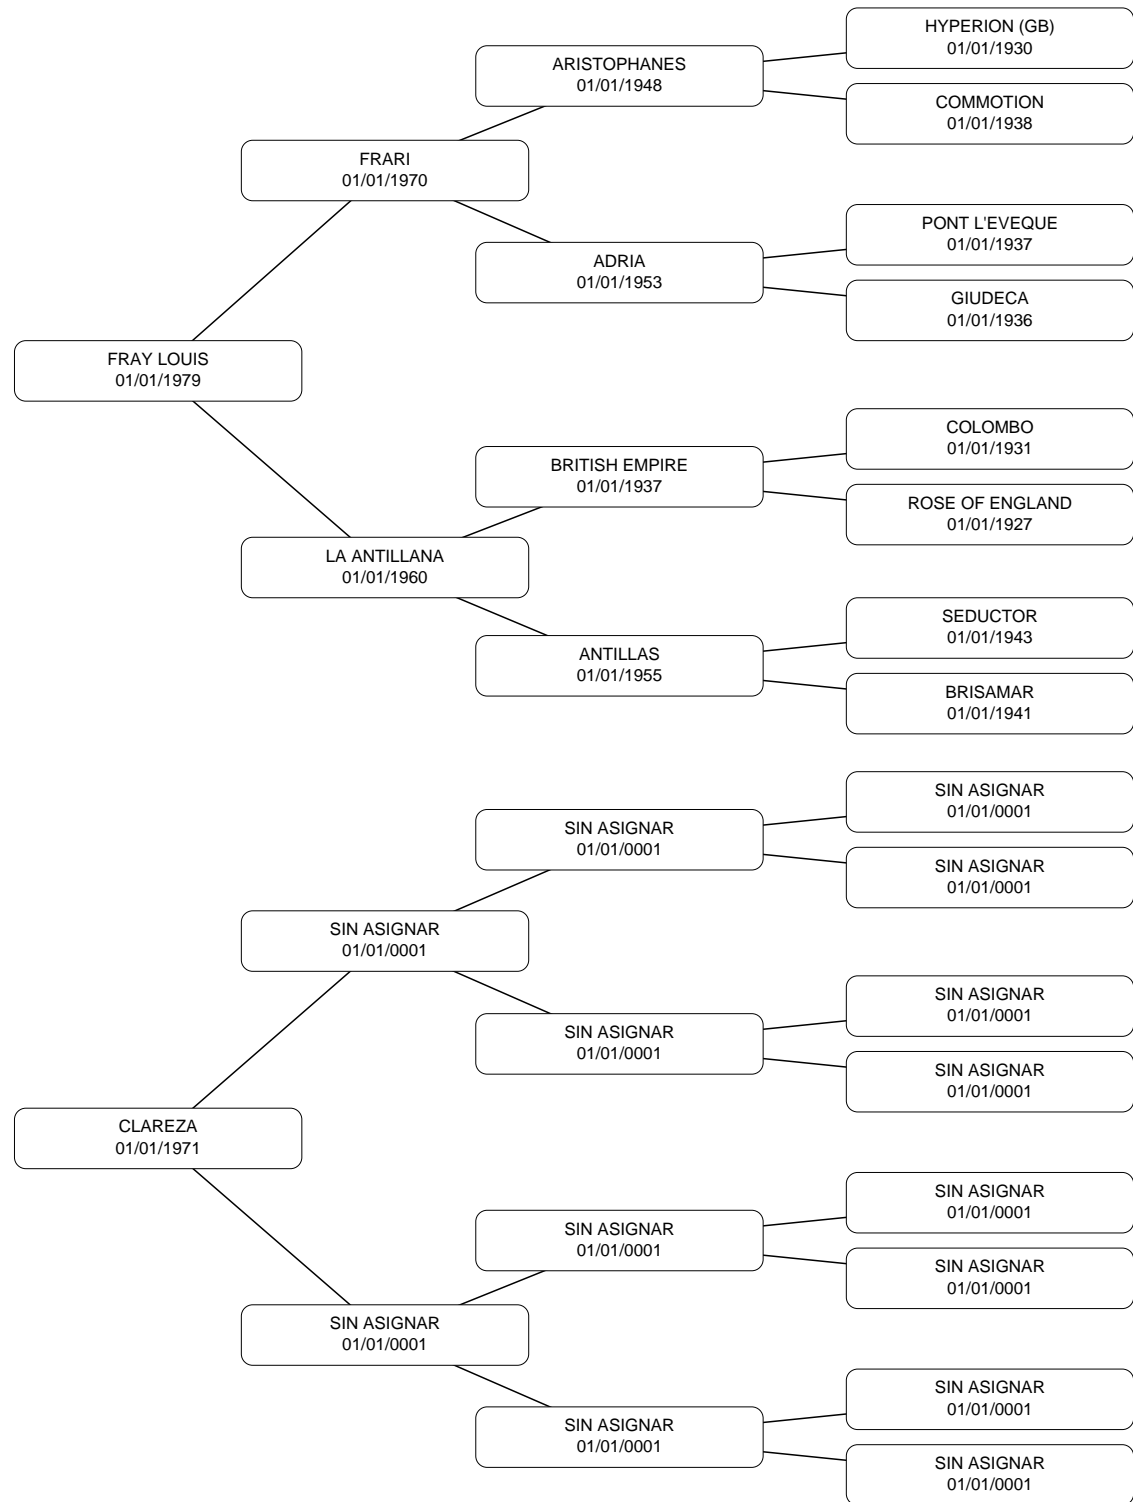 HYPERION (GB)
01/01/1930
ARISTOPHANES
01/01/1948
COMMOTION
01/01/1938
FRARI
01/01/1970
PONT L'EVEQUE
01/01/1937
ADRIA
01/01/1953
GIUDECA
01/01/1936
FRAY LOUIS
01/01/1979
COLOMBO
01/01/1931
BRITISH EMPIRE
01/01/1937
ROSE OF ENGLAND
01/01/1927
LA ANTILLANA
01/01/1960
SEDUCTOR
01/01/1943
ANTILLAS
01/01/1955
BRISAMAR
01/01/1941
SIN ASIGNAR
01/01/0001
SIN ASIGNAR
01/01/0001
SIN ASIGNAR
01/01/0001
SIN ASIGNAR
01/01/0001
SIN ASIGNAR
01/01/0001
SIN ASIGNAR
01/01/0001
SIN ASIGNAR
01/01/0001
CLAREZA
01/01/1971
SIN ASIGNAR
01/01/0001
SIN ASIGNAR
01/01/0001
SIN ASIGNAR
01/01/0001
SIN ASIGNAR
01/01/0001
SIN ASIGNAR
01/01/0001
SIN ASIGNAR
01/01/0001
SIN ASIGNAR
01/01/0001